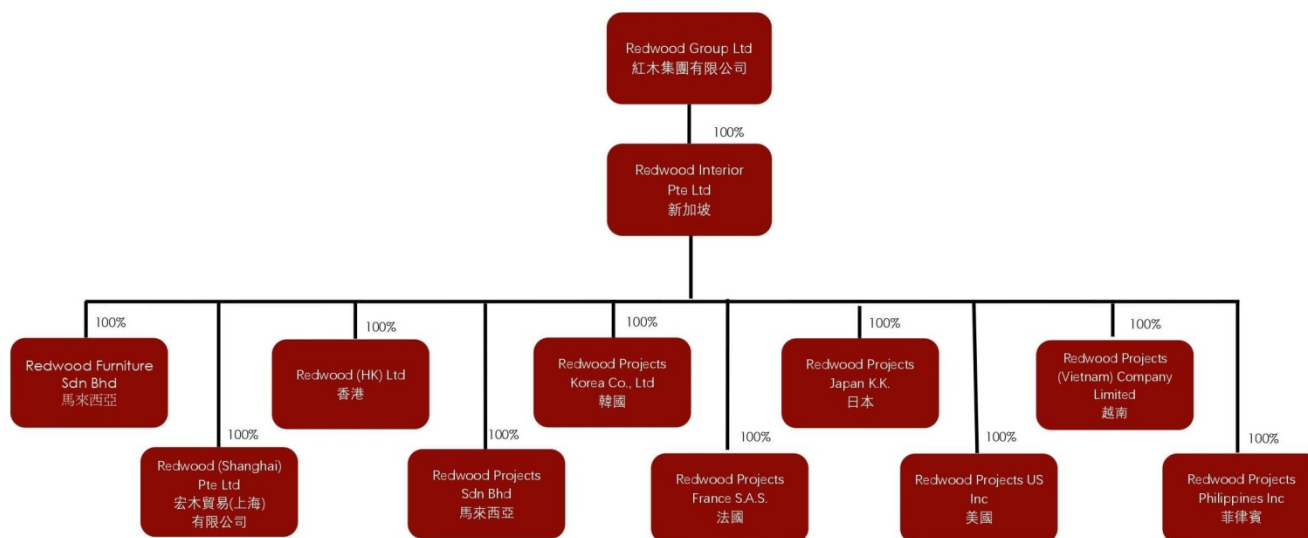 Redwood Group Ltd
紅木集團有限公司
100%
Redwood Interior
Pte Ltd
新加坡
100%
Redwood Furniture
Sdn Bhd
馬來西亞
100%
Redwood (Shanghai)
Pte Ltd
宏木貿易(上海)
有限公司
100%
Redwood (HK) Ltd
香港
100%
Redwood Projects
Sdn Bhd
馬來西亞
100%
Redwood Projects
Korea Co., Ltd
韓國
100%
Redwood Projects
France S.A.S.
法國
100%
Redwood Projects
Japan K.K.
日本
100%
Redwood Projects US
Inc
美國
100%
Redwood Projects
(Vietnam) Company
Limited
越南
100%
Redwood Projects
Philippines Inc
菲律賓